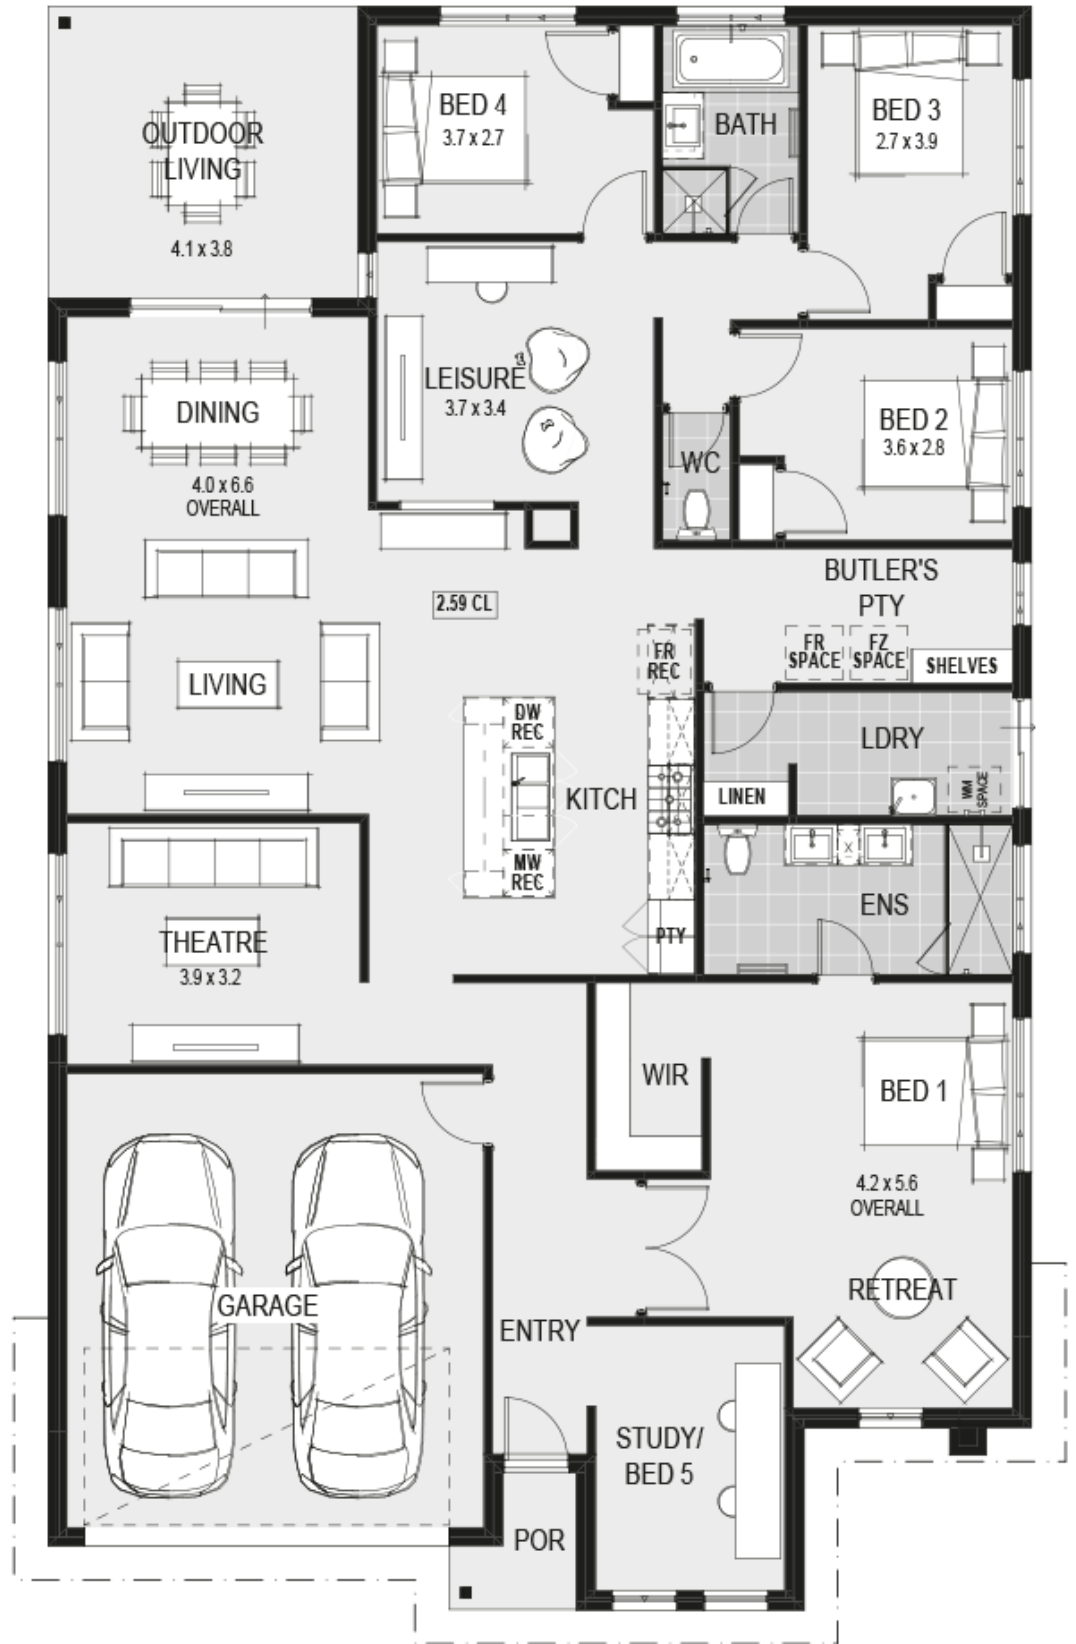 OUTDOOR
LIVING
4.1 x 3.8
BED 4
3.7 x 2.7
BATH
BED 3
2.7 x 3.9
LEISURE
3.7 x 3.4
DINING
4.0 x 6.6
OVERALL
WC
BED 2
3.6 x 2.8
2.59 CL
BUTLER'S
PTY
FR
SPACE
FZ
SPACE
SHELVES
FR
REC
LIVING
DW
REC
KITCH
MW
REC
PTY
LDRY
LINEN
WM
SPACE
X
ENS
THEATRE
3.9 x 3.2
WIR
BED 1
4.2 x 5.6
OVERALL
RETREAT
GARAGE
ENTRY
STUDY/
BED 5
POR